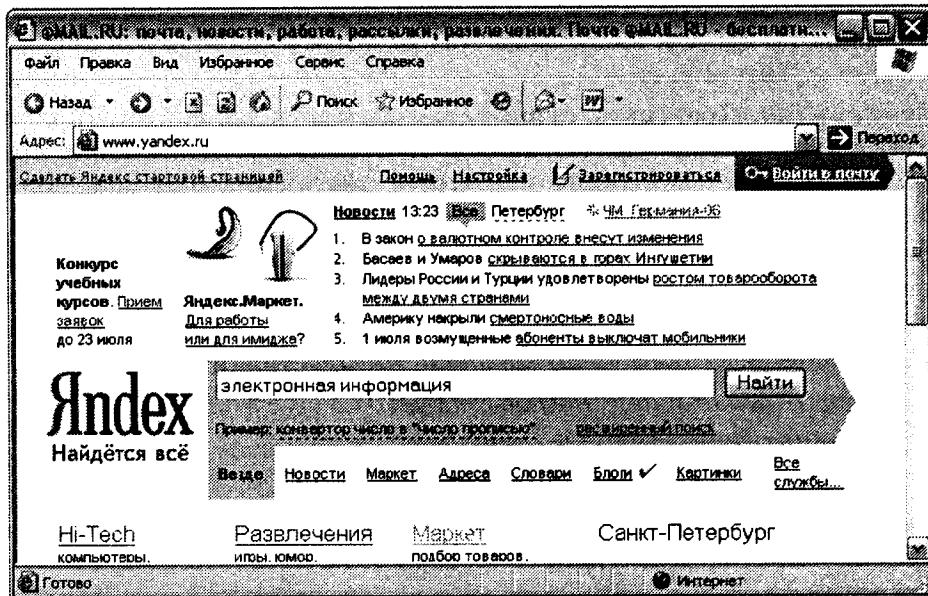 @MAIL.RU: почта, новости, работа, рассылки, развлечения. Почта @MAIL.RU - бесплатн...
Файл Правка Вид Избранное Сервис Справка
Назад Поиск Избранное
Адрес: www.yandex.ru Переход
Сделать Яндекс стартовой страницей Помощь Настройка Зарегистрироваться Войти в почту
Новости 13:23 Все Петербург ЧМ Германия-06
1. В закон о валютном контроле внесут изменения
2. Басаев и Умаров скрываются в горах Ингушетии
3. Лидеры России и Турции удовлетворены ростом товарооборота
между двумя странами
4. Америку накрыли смертоносные воды
5. 1 июля возмущенные абоненты выключат мобильники
Конкурс
учебных
курсов. Прием
заявок
до 23 июля
Яндекс.Маркет.
Для работы
или для имиджа?
Яndex
Найдётся всё
электронная информация Найти
Пример: конвертор число в "число прописью" расширенный поиск
Везде Новости Маркет Адреса Словари Блоги Картинки Все
службы...
Hi-Tech Развлечения Маркет Санкт-Петербург
компьютеры. игры. юмор. подбор товаров.
Готово Интернет